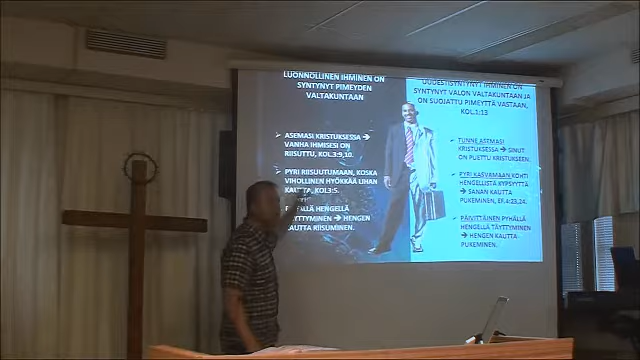 LUONNOLLINEN IHMINEN ON
SYNTYNYT PIMEYDEN
VALTAKUNTAAN
➢ ASEMASI KRISTUKSESSA →
VANHA IHMISESI ON
RIISUTTU, KOL.3:9,10.
➢ PYRI RIISUUTUMAAN, KOSKA
VIHOLLINEN HYÖKKÄÄ LIHAN
KAUTTA, KOL.3:5.
HENGELLÄ
→ HENGEN
KAUTTA RIISUMINEN.
UUDESTISYNTYNYT IHMINEN ON
SYNTYNYT VALON VALTAKUNTAAN JA
ON SUOJATTU PIMEYTTÄ VASTAAN,
KOL.1:13
➢ TUNNE ASEMASI
KRISTUKSESSA → SINUT
ON PUETTU KRISTUKSEEN.
➢ PYRI KASVAMAAN KOHTI
HENGELLISTÄ KYPSYYTTÄ
→ SANAN KAUTTA
PUKEMINEN, EF.4:23,24.
➢ PÄIVITTÄINEN PYHÄLLÄ
HENGELLÄ TÄYTTYMINEN
→ HENGEN KAUTTA
PUKEMINEN.